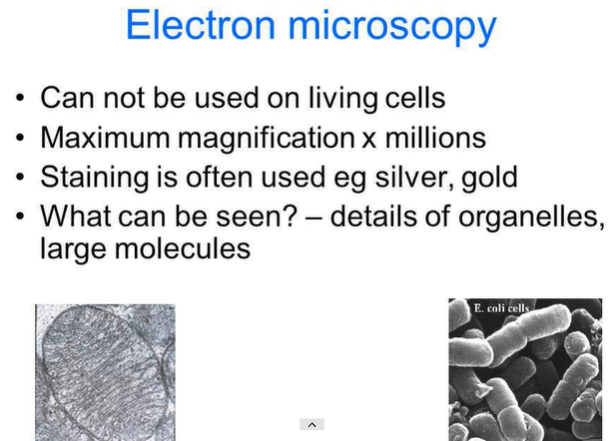 Electron microscopy
• Can not be used on living cells
• Maximum magnification x millions
• Staining is often used eg silver, gold
• What can be seen? – details of organelles,
large molecules
E. coli cells